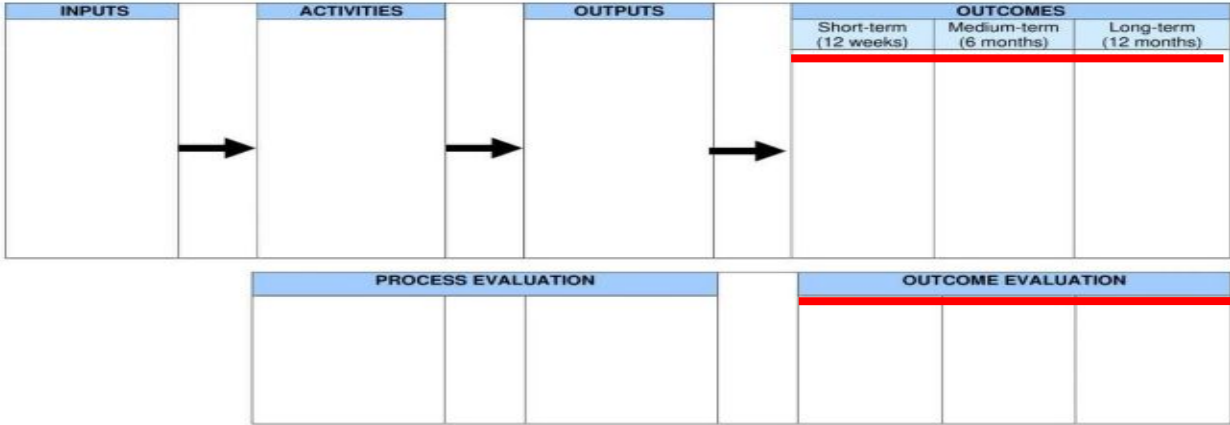 INPUTS
ACTIVITIES
OUTPUTS
OUTCOMES
Short-term
(12 weeks)
Medium-term
(6 months)
Long-term
(12 months)
PROCESS EVALUATION
OUTCOME EVALUATION